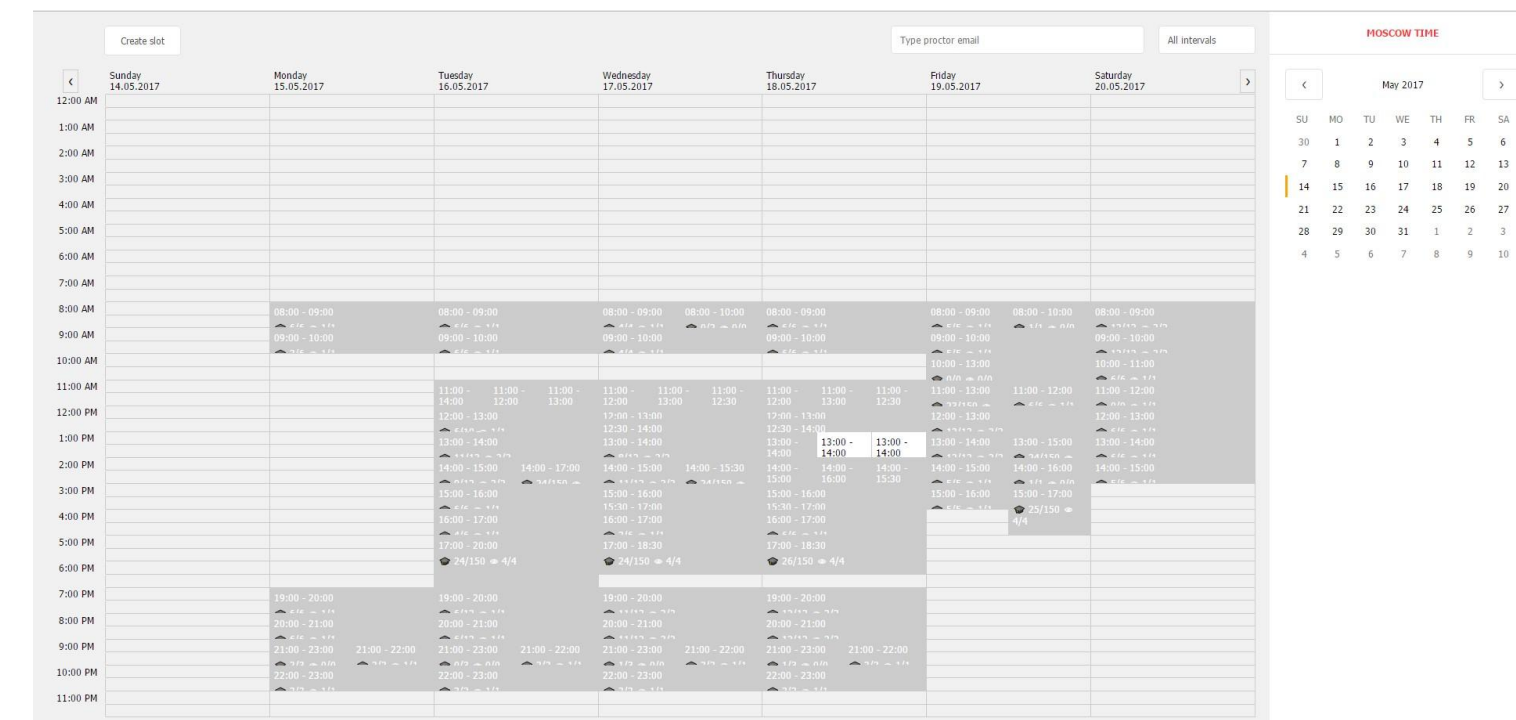 Create slot
Type proctor email
All intervals
MOSCOW TIME
Sunday
14.05.2017
Monday
15.05.2017
Tuesday
16.05.2017
Wednesday
17.05.2017
Thursday
18.05.2017
Friday
19.05.2017
Saturday
20.05.2017
May 2017
SU MO TU WE TH FR SA
30 1 2 3 4 5 6
7 8 9 10 11 12 13
14 15 16 17 18 19 20
21 22 23 24 25 26 27
28 29 30 31 1 2 3
4 5 6 7 8 9 10
12:00 AM
1:00 AM
2:00 AM
3:00 AM
4:00 AM
5:00 AM
6:00 AM
7:00 AM
8:00 AM
08:00 - 09:00 08:00 - 09:00 08:00 - 09:00 08:00 - 10:00 08:00 - 09:00 08:00 - 09:00 08:00 - 10:00 08:00 - 09:00
9:00 AM
09:00 - 10:00 09:00 - 10:00 09:00 - 10:00 09:00 - 10:00 09:00 - 10:00 09:00 - 10:00
10:00 AM
10:00 - 13:00 10:00 - 11:00
11:00 AM
11:00 - 11:00 - 11:00 - 11:00 - 11:00 - 11:00 - 11:00 - 11:00 - 11:00 - 11:00 - 13:00 11:00 - 12:00 11:00 - 12:00
14:00 12:00 13:00 12:00 13:00 12:30 12:00 13:00 12:30
12:00 PM
12:00 - 13:00 12:00 - 13:00 12:00 - 13:00 12:00 - 13:00 12:00 - 13:00
12:30 - 14:00 12:30 - 14:00
1:00 PM
13:00 - 14:00 13:00 - 14:00 13:00 - 13:00 - 13:00 - 13:00 - 14:00 13:00 - 15:00 13:00 - 14:00
14:00 14:00 14:00
2:00 PM
14:00 - 15:00 14:00 - 17:00 14:00 - 15:00 14:00 - 15:30 14:00 - 14:00 - 14:00 - 14:00 - 15:00 14:00 - 16:00 14:00 - 15:00
15:00 16:00 15:30
3:00 PM
15:00 - 16:00 15:00 - 16:00 15:00 - 16:00 15:00 - 16:00 15:00 - 17:00
15:30 - 17:00 15:30 - 17:00 25/150
4:00 PM
16:00 - 17:00 16:00 - 17:00 16:00 - 17:00 4/4
5:00 PM
17:00 - 20:00 17:00 - 18:30 17:00 - 18:30
24/150 4/4 24/150 4/4 26/150 4/4
6:00 PM
7:00 PM
19:00 - 20:00 19:00 - 20:00 19:00 - 20:00 19:00 - 20:00
8:00 PM
20:00 - 21:00 20:00 - 21:00 20:00 - 21:00 20:00 - 21:00
9:00 PM
21:00 - 23:00 21:00 - 22:00 21:00 - 23:00 21:00 - 22:00 21:00 - 23:00 21:00 - 22:00 21:00 - 23:00 21:00 - 22:00
10:00 PM
22:00 - 23:00 22:00 - 23:00 22:00 - 23:00 22:00 - 23:00
11:00 PM